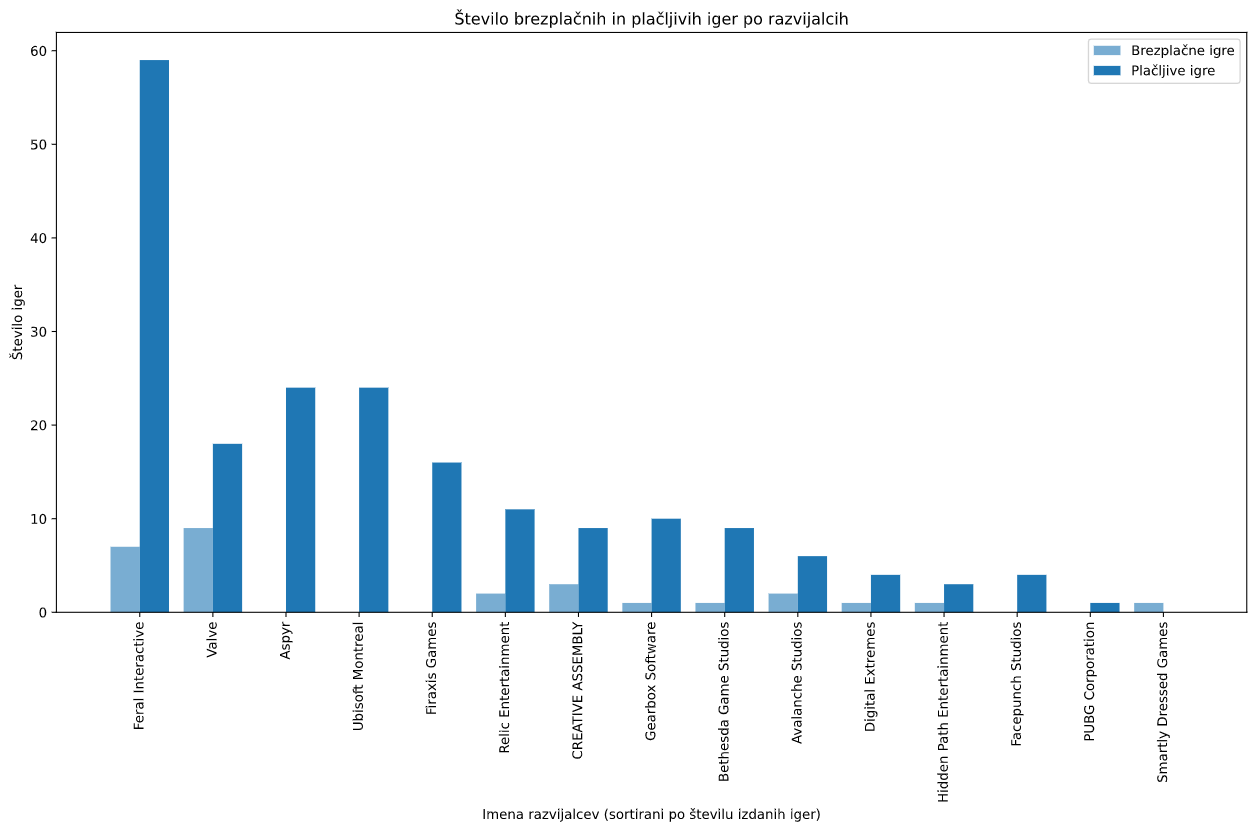 Število brezplačnih in plačljivih iger po razvijalcih
Brezplačne igre
Plačljive igre
Število iger
60
50
40
30
20
10
0
Feral Interactive
Valve
Aspyr
Ubisoft Montreal
Firaxis Games
Relic Entertainment
CREATIVE ASSEMBLY
Gearbox Software
Bethesda Game Studios
Avalanche Studios
Digital Extremes
Hidden Path Entertainment
Facepunch Studios
PUBG Corporation
Smartly Dressed Games
Imena razvijalcev (sortirani po številu izdanih iger)